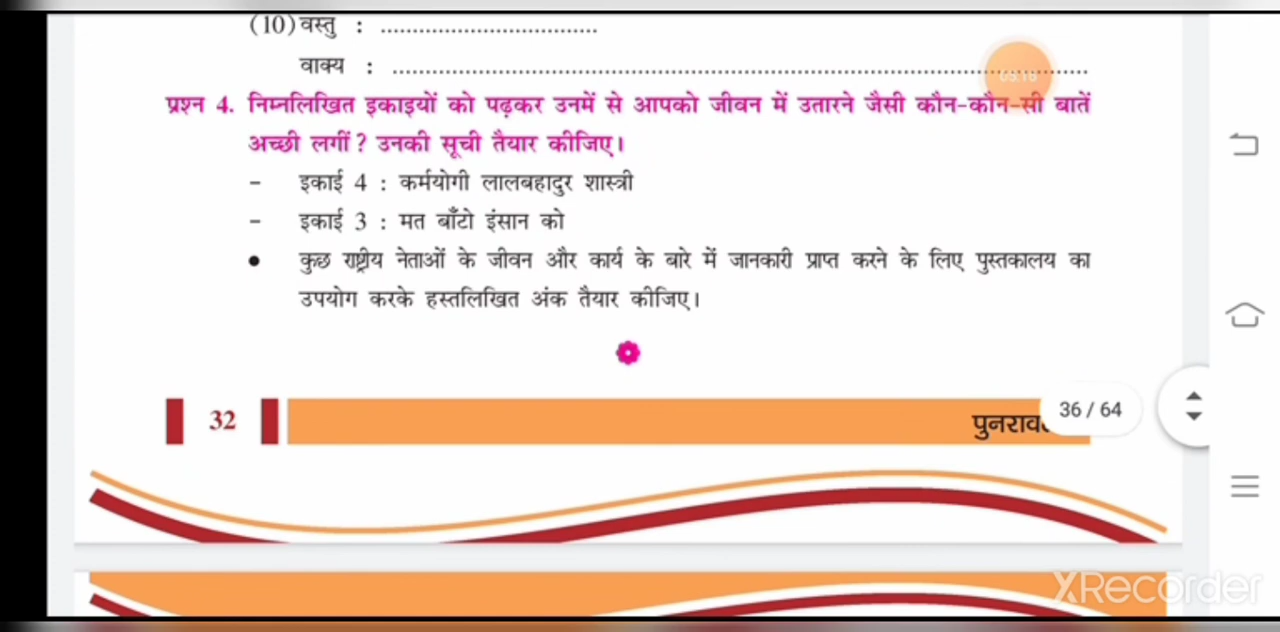 (10) वस्तु : ..................................
वाक्य : .............................................................................................................
05:16
प्रश्न 4. निम्नलिखित इकाइयों को पढ़कर उनमें से आपको जीवन में उतारने जैसी कौन-कौन-सी बातें
अच्छी लगीं? उनकी सूची तैयार कीजिए।
- इकाई 4 : कर्मयोगी लालबहादुर शास्त्री
- इकाई 3 : मत बाँटो इंसान को
● कुछ राष्ट्रीय नेताओं के जीवन और कार्य के बारे में जानकारी प्राप्त करने के लिए पुस्तकालय का
उपयोग करके हस्तलिखित अंक तैयार कीजिए।
32
36 / 64
XRecorder